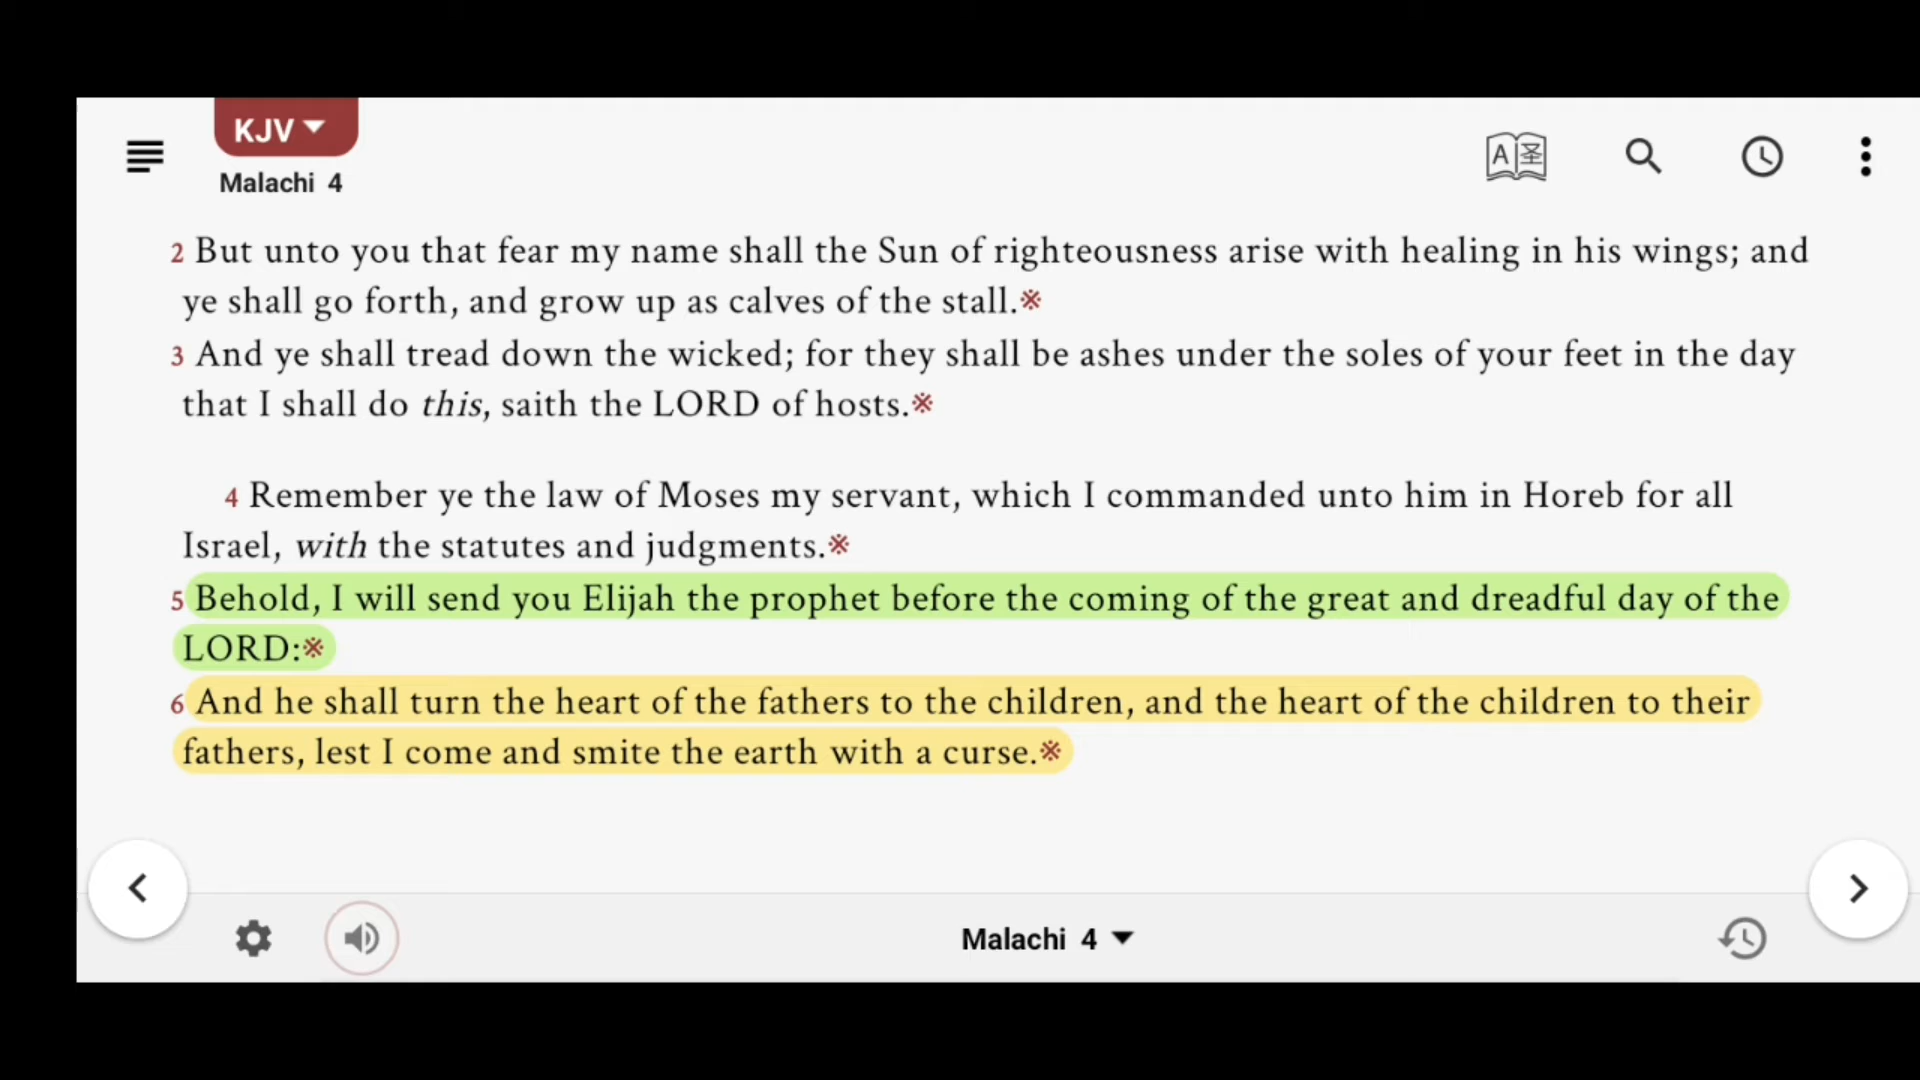 KJV
Malachi 4
A 圣
2 But unto you that fear my name shall the Sun of righteousness arise with healing in his wings; and
ye shall go forth, and grow up as calves of the stall.※
3 And ye shall tread down the wicked; for they shall be ashes under the soles of your feet in the day
that I shall do this, saith the LORD of hosts.※
4 Remember ye the law of Moses my servant, which I commanded unto him in Horeb for all
Israel, with the statutes and judgments.※
5 Behold, I will send you Elijah the prophet before the coming of the great and dreadful day of the
LORD:※
6 And he shall turn the heart of the fathers to the children, and the heart of the children to their
fathers, lest I come and smite the earth with a curse.※
Malachi 4